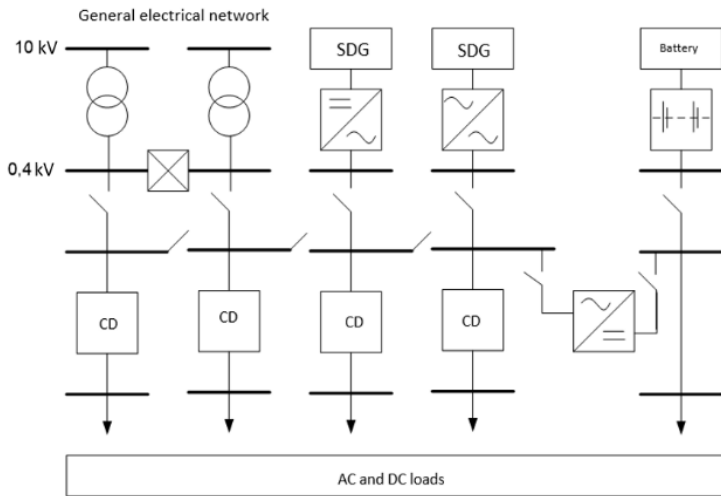 General electrical network
10 kV
SDG
SDG
Battery
0,4 kV
CD
CD
CD
CD
AC and DC loads